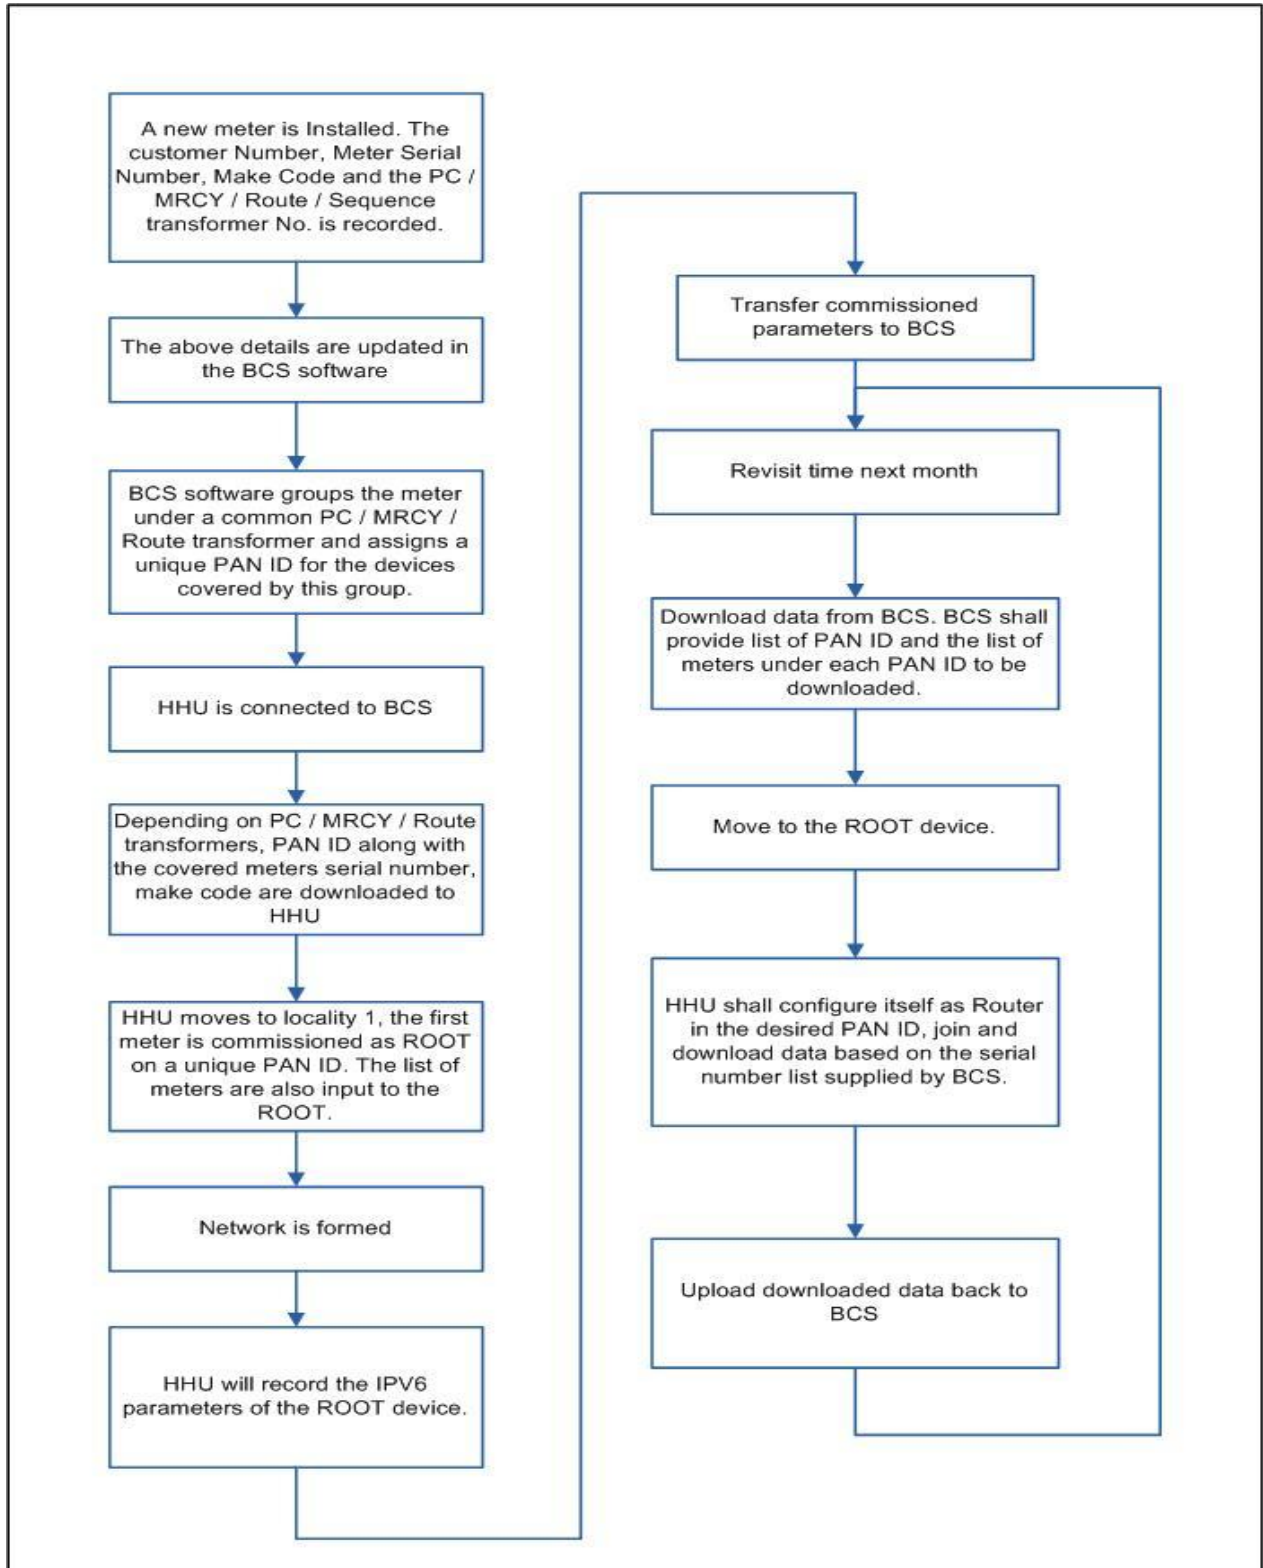 A new meter is Installed. The
customer Number, Meter Serial
Number, Make Code and the PC /
MRCY / Route / Sequence
transformer No. is recorded.
The above details are updated in
the BCS software
BCS software groups the meter
under a common PC / MRCY /
Route transformer and assigns a
unique PAN ID for the devices
covered by this group.
HHU is connected to BCS
Depending on PC / MRCY / Route
transformers, PAN ID along with
the covered meters serial number,
make code are downloaded to
HHU
HHU moves to locality 1, the first
meter is commissioned as ROOT
on a unique PAN ID. The list of
meters are also input to the
ROOT.
Network is formed
HHU will record the IPV6
parameters of the ROOT device.
Transfer commissioned
parameters to BCS
Revisit time next month
Download data from BCS. BCS shall
provide list of PAN ID and the list of
meters under each PAN ID to be
downloaded.
Move to the ROOT device.
HHU shall configure itself as Router
in the desired PAN ID, join and
download data based on the serial
number list supplied by BCS.
Upload downloaded data back to
BCS